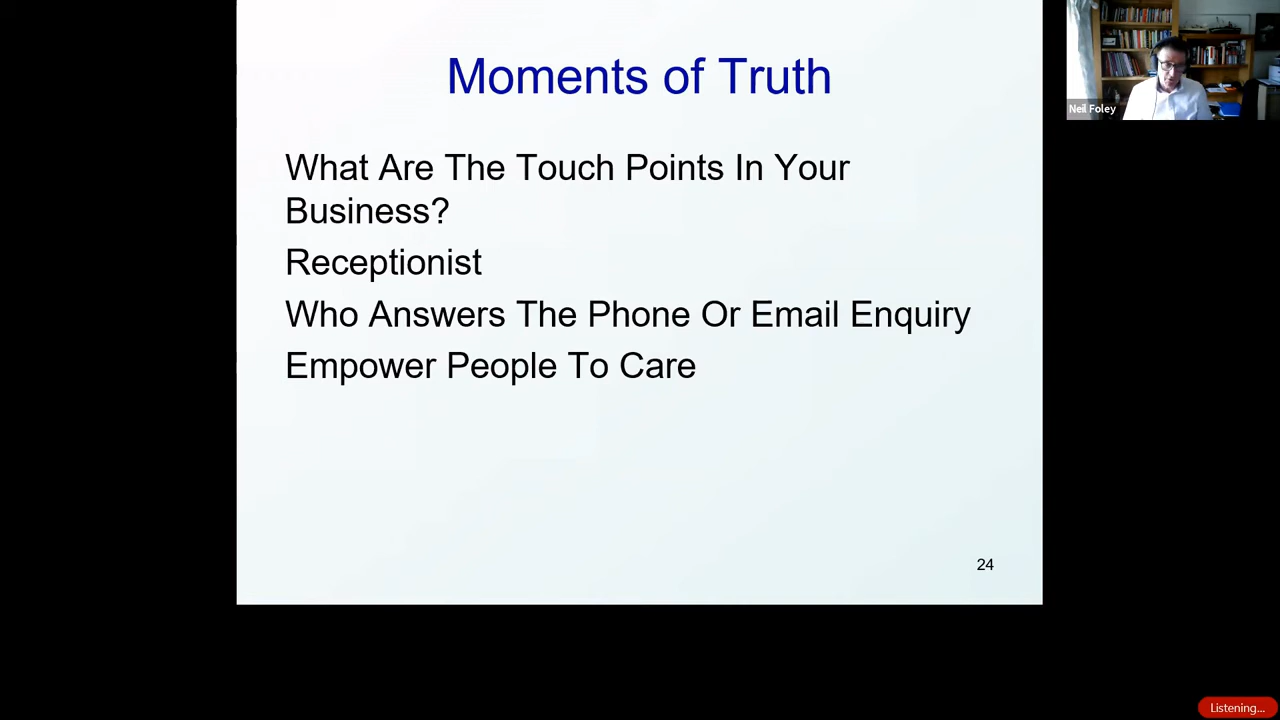 Moments of Truth
Neil Foley
What Are The Touch Points In Your
Business?
Receptionist
Who Answers The Phone Or Email Enquiry
Empower People To Care
24
Listening...